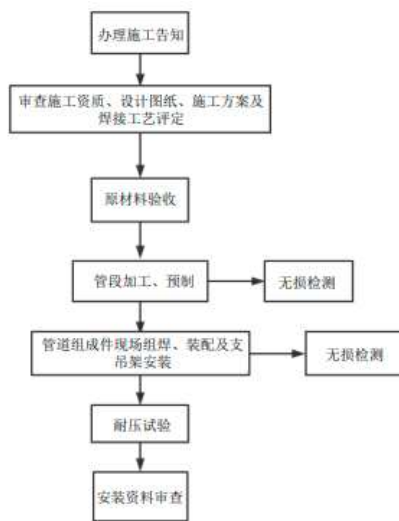 办理施工告知
审查施工资质、设计图纸、施工方案及
焊接工艺评定
原材料验收
管段加工、预制
无损检测
管道组成件现场组焊、装配及支
吊架安装
无损检测
耐压试验
安装资料审查